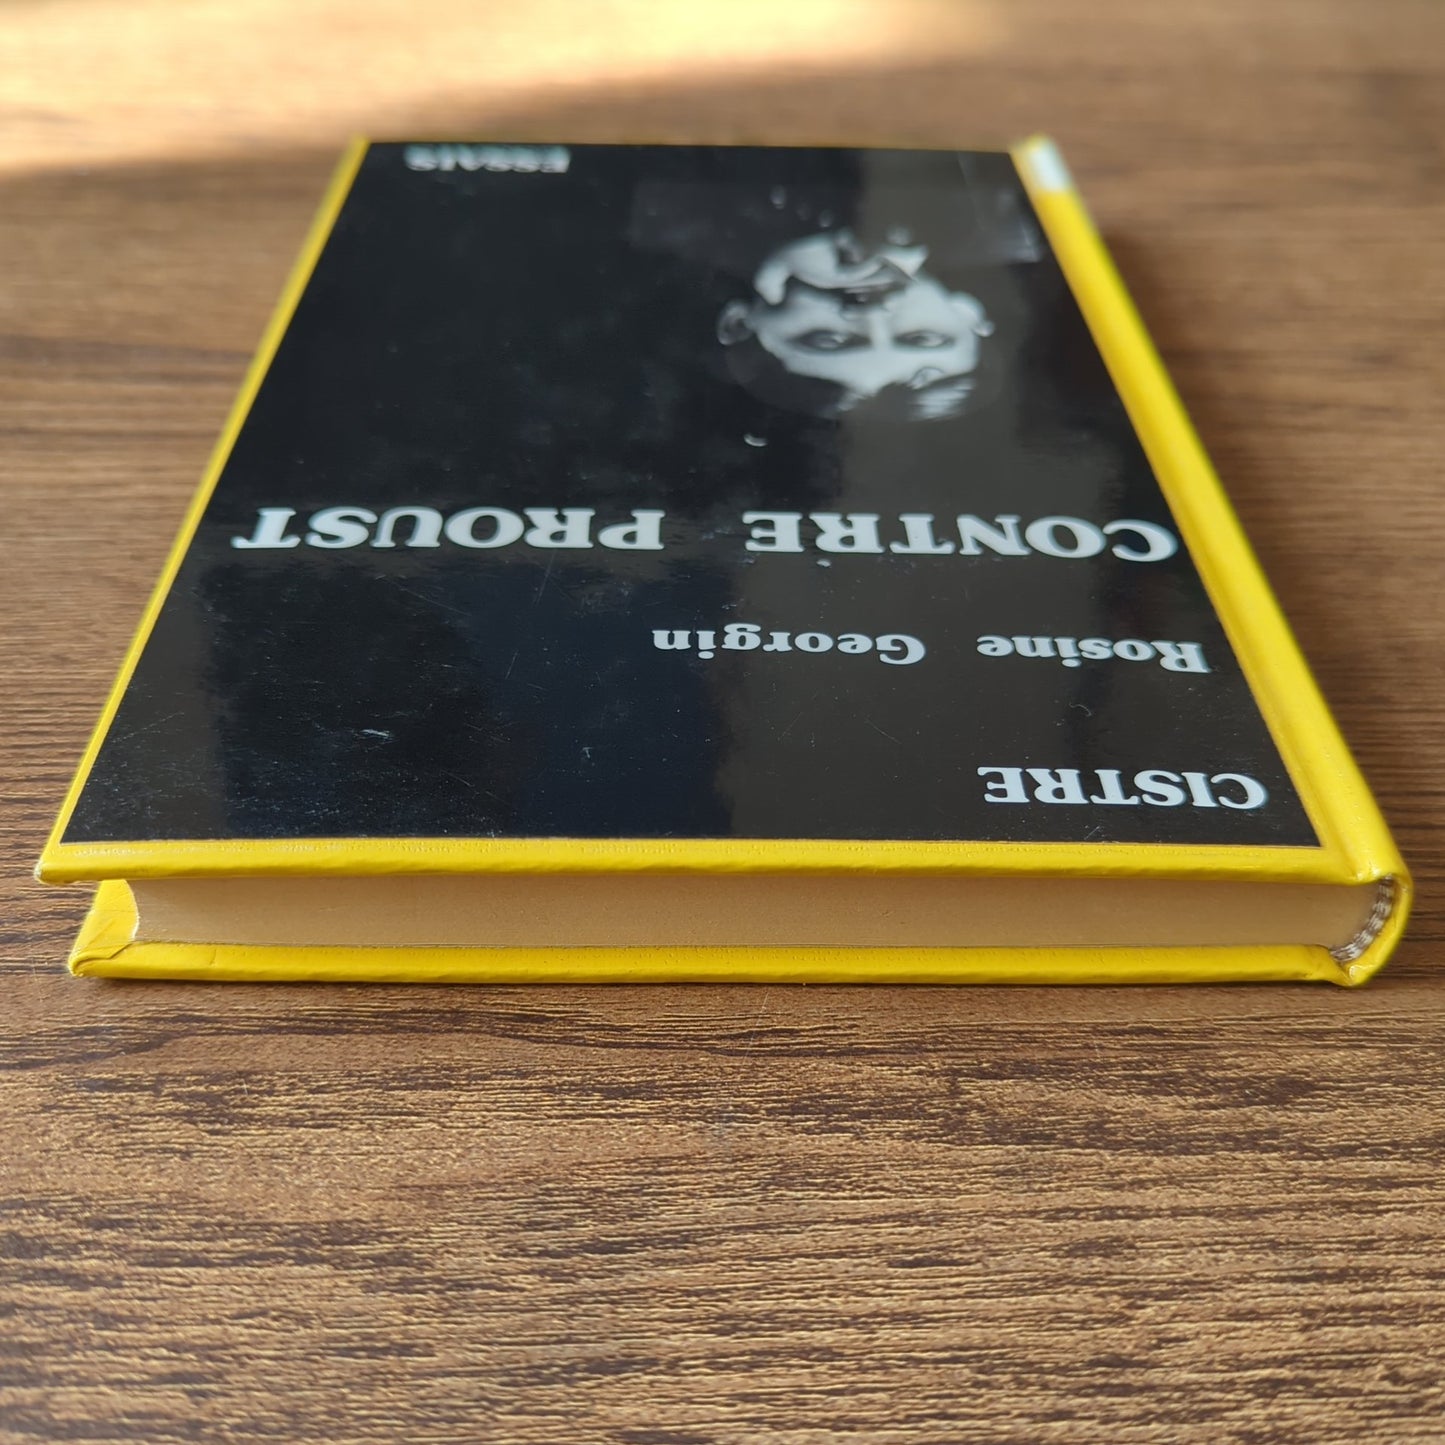 CISTRE
Rosine Georgin
CONTRE PROUST
ESSAIS